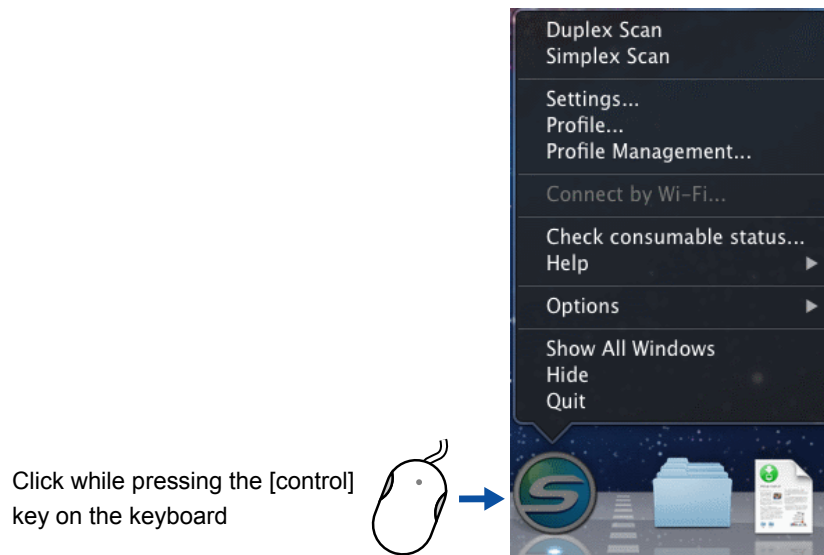 Duplex Scan
Simplex Scan
Settings...
Profile...
Profile Management...
Connect by Wi-Fi...
Check consumable status...
Help
Options
Show All Windows
Hide
Quit
Click while pressing the [control]
key on the keyboard